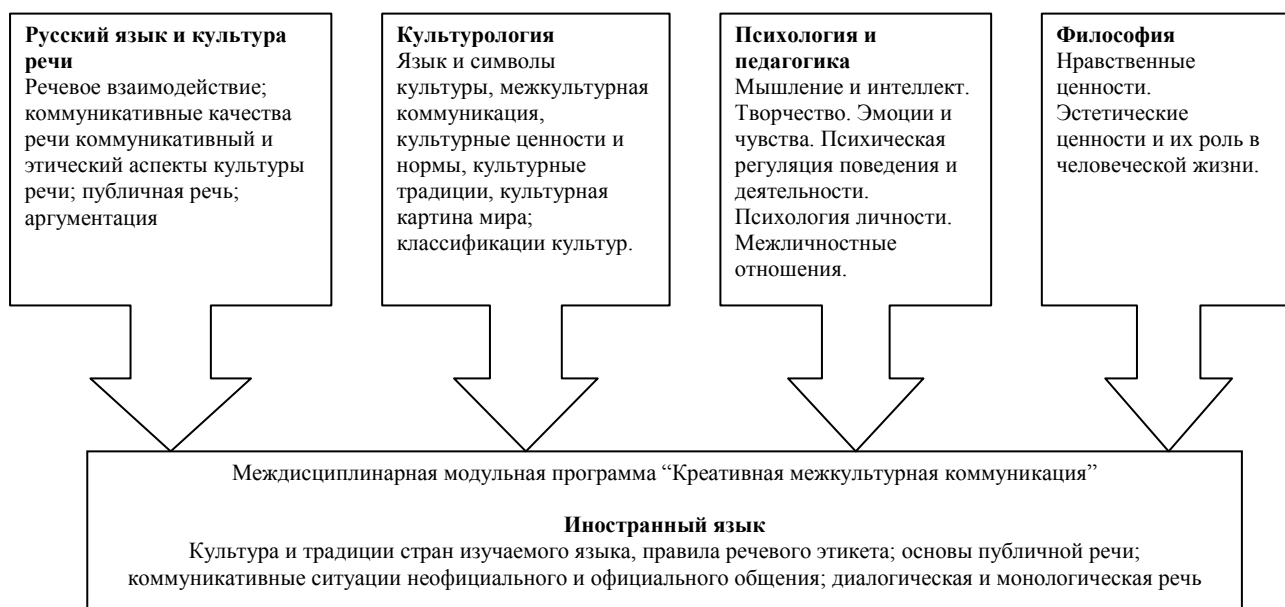 Русский язык и культура
речи
Речевое взаимодействие;
коммуникативные качества
речи коммуникативный и
этический аспекты культуры
речи; публичная речь;
аргументация
Культурология
Язык и символы
культуры, межкультурная
коммуникация,
культурные ценности и
нормы, культурные
традиции, культурная
картина мира;
классификации культур.
Психология и
педагогика
Мышление и интеллект.
Творчество. Эмоции и
чувства. Психическая
регуляция поведения и
деятельности.
Психология личности.
Межличностные
отношения.
Философия
Нравственные
ценности.
Эстетические
ценности и их роль в
человеческой жизни.
Междисциплинарная модульная программа “Креативная межкультурная коммуникация”
Иностранный язык
Культура и традиции стран изучаемого языка, правила речевого этикета; основы публичной речи;
коммуникативные ситуации неофициального и официального общения; диалогическая и монологическая речь